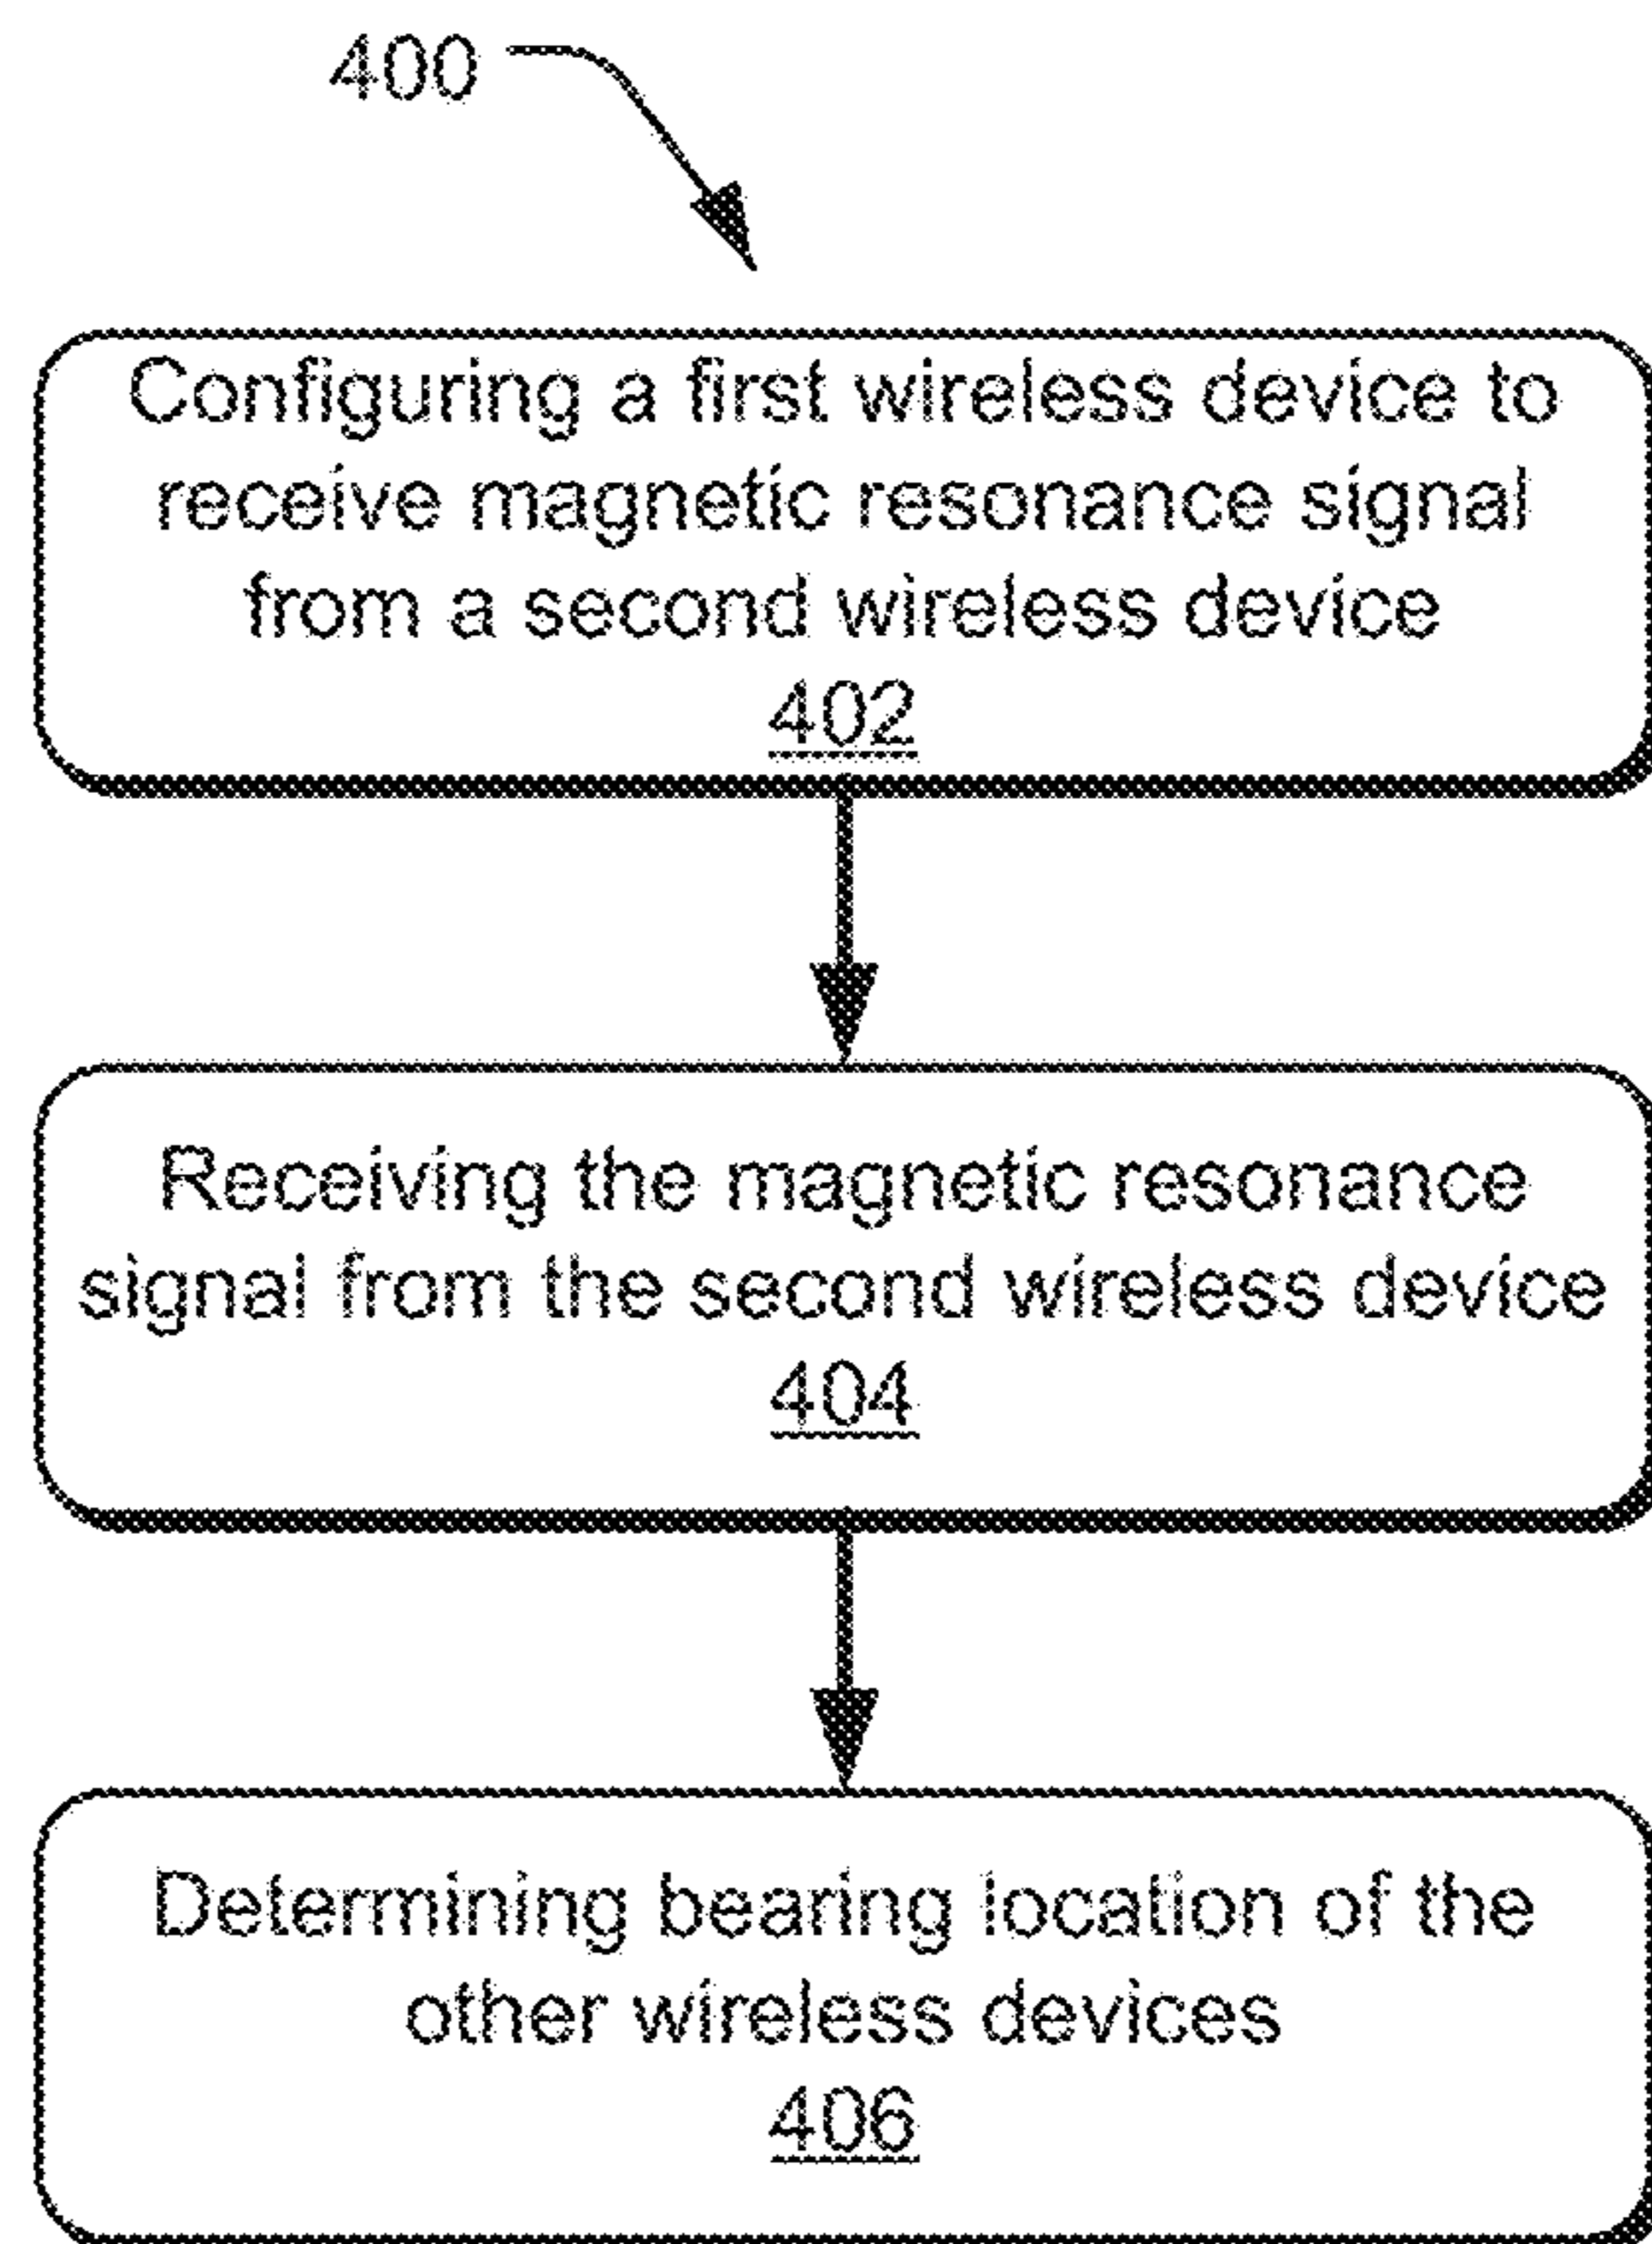 400
Configuring a first wireless device to
receive magnetic resonance signal
from a second wireless device
402
Receiving the magnetic resonance
signal from the second wireless device
404
Determining bearing location of the
other wireless devices
406